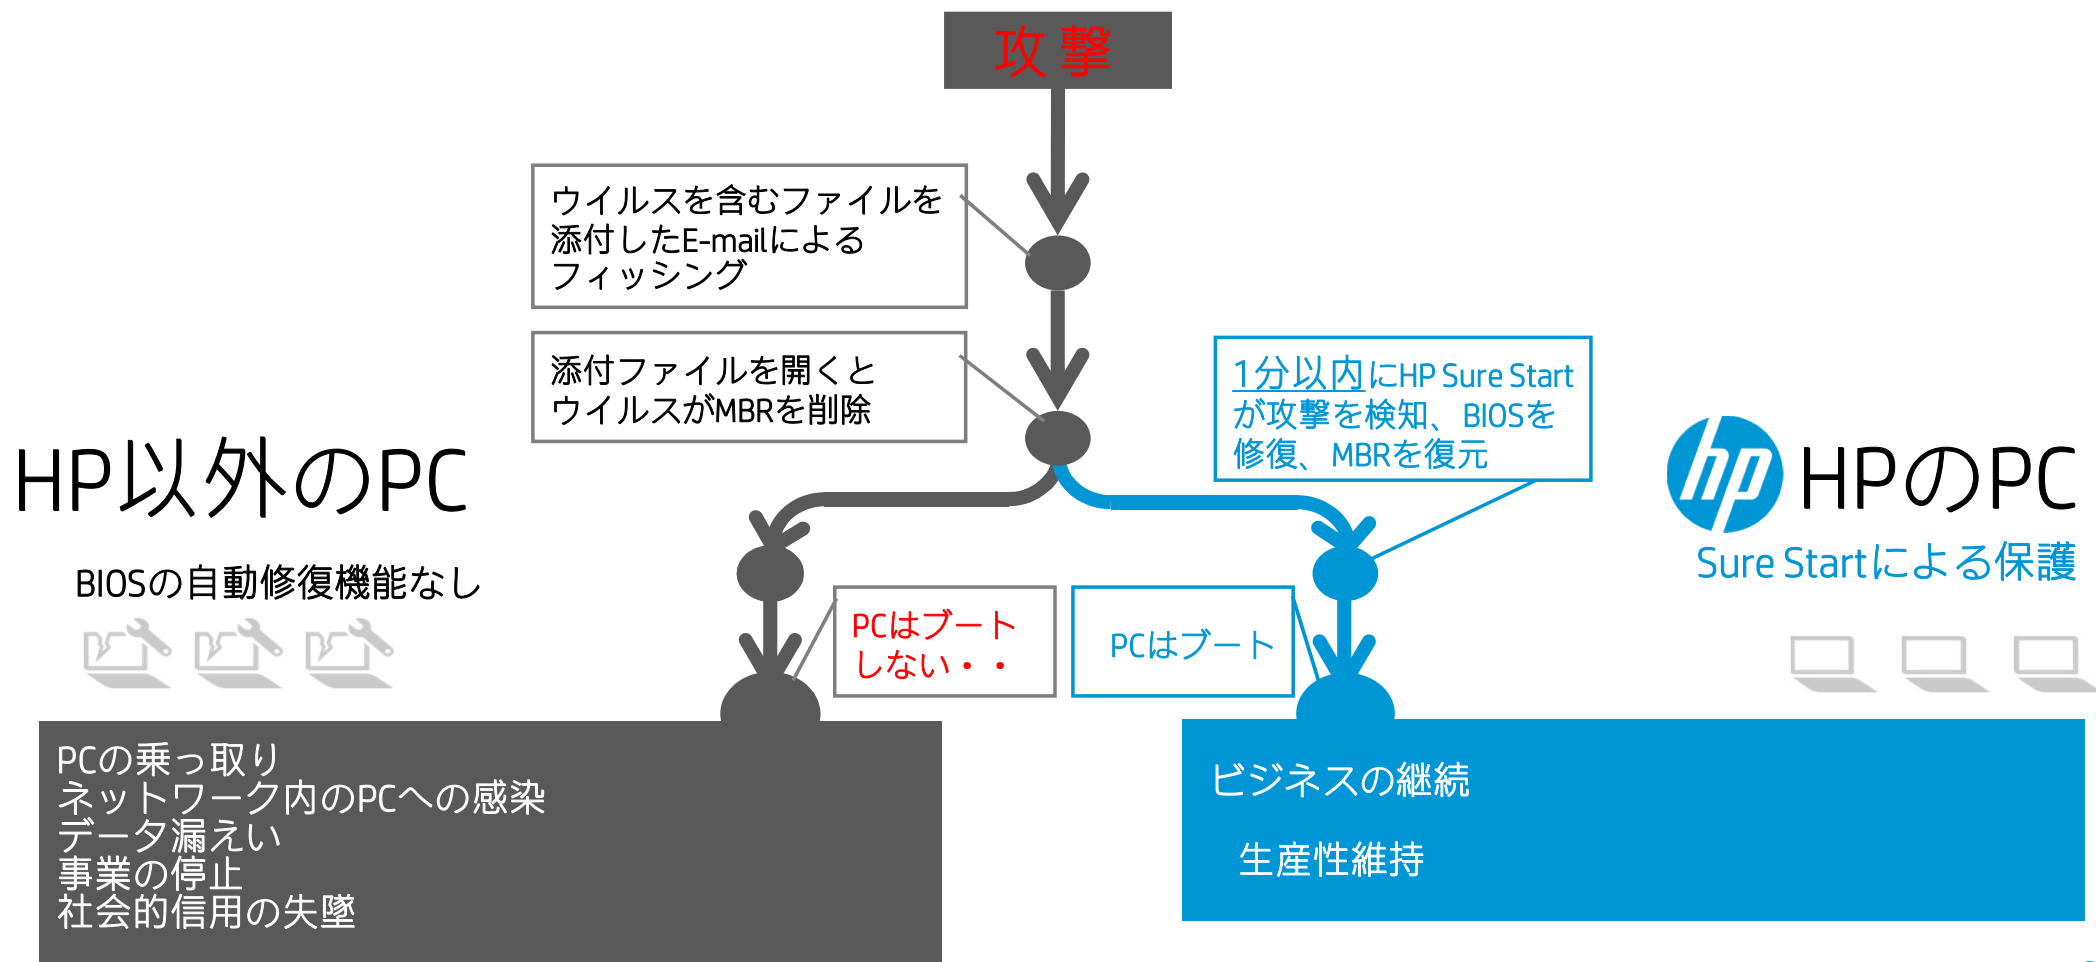 攻撃
ウイルスを含むファイルを
添付したE-mailによる
フィッシング
添付ファイルを開くと
ウイルスがMBRを削除
1分以内にHP Sure Start
が攻撃を検知、BIOSを
修復、MBRを復元
HP以外のPC
hp
HPのPC
Sure Startによる保護
BIOSの自動修復機能なし
PCはブート
しない・・
PCはブート
PCの乗っ取り
ネットワーク内のPCへの感染
データ漏えい
事業の停止
社会的信用の失墜
ビジネスの継続
生産性維持